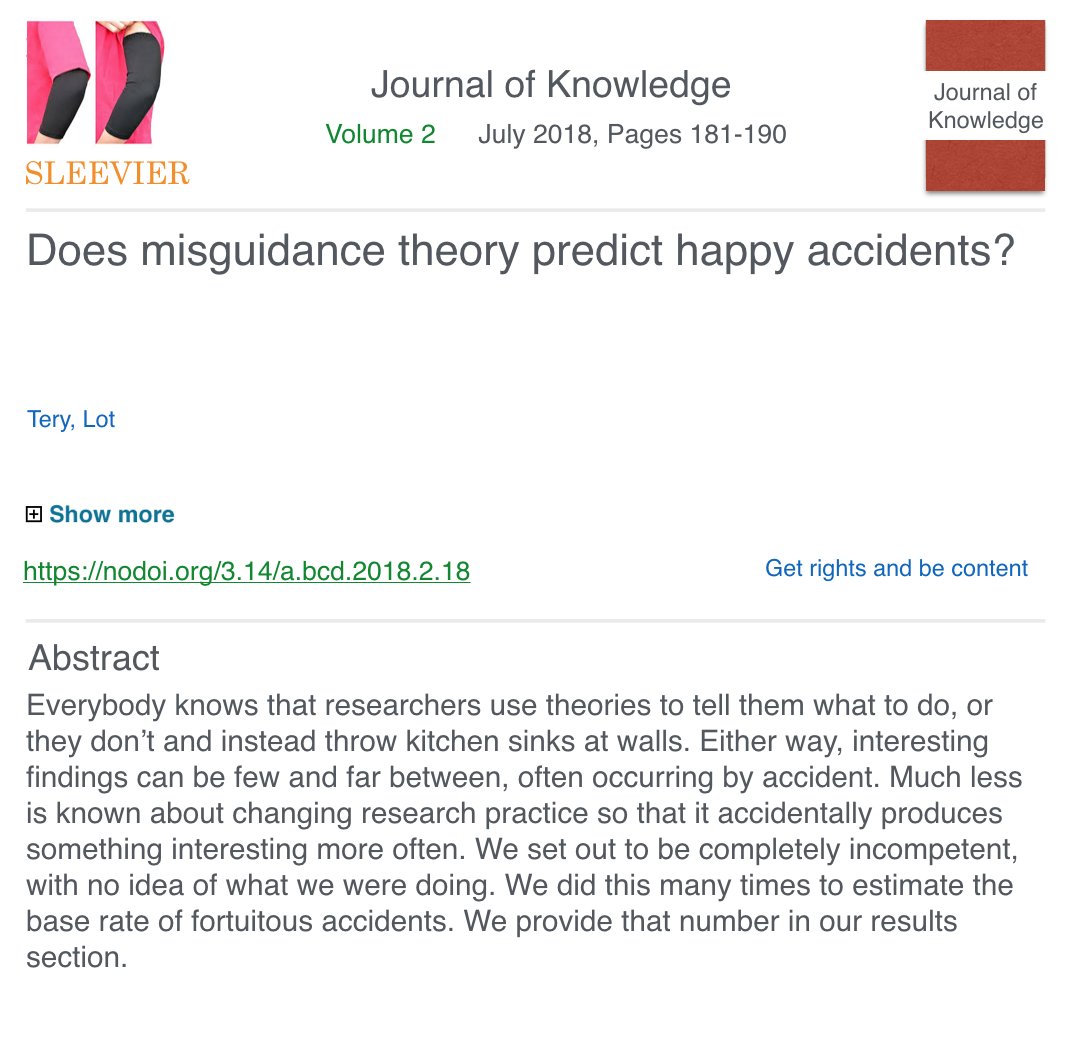 Journal of Knowledge
Volume 2 July 2018, Pages 181-190
Journal of
Knowledge
SLEEVIER
Does misguidance theory predict happy accidents?
Tery, Lot
Show more
https://nodoi.org/3.14/a.bcd.2018.2.18
Get rights and be content
Abstract
Everybody knows that researchers use theories to tell them what to do, or
they don’t and instead throw kitchen sinks at walls. Either way, interesting
findings can be few and far between, often occurring by accident. Much less
is known about changing research practice so that it accidentally produces
something interesting more often. We set out to be completely incompetent,
with no idea of what we were doing. We did this many times to estimate the
base rate of fortuitous accidents. We provide that number in our results
section.